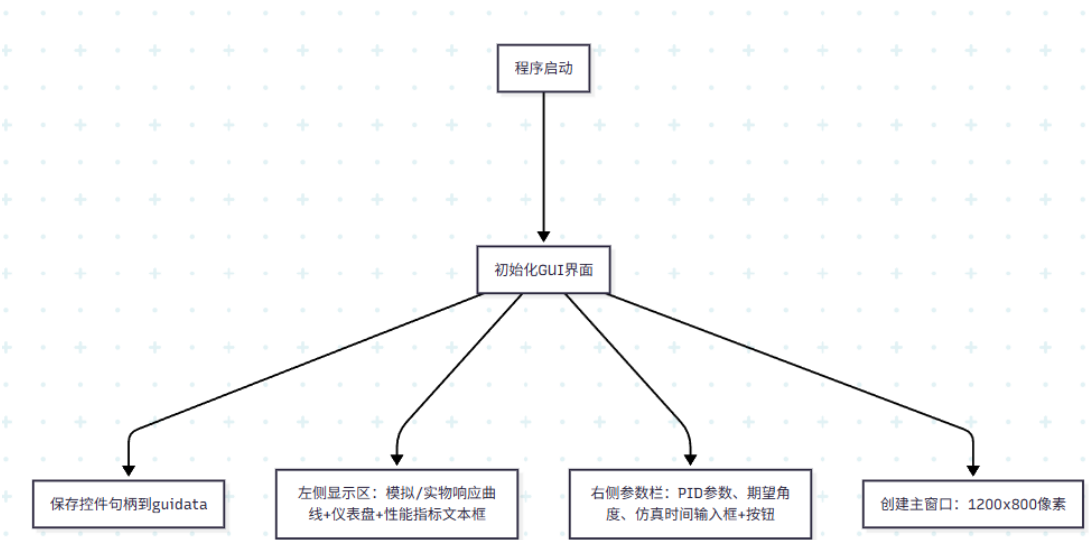 程序启动
初始化GUI界面
保存控件句柄到guidata
左侧显示区：模拟/实物响应曲
线+仪表盘+性能指标文本框
右侧参数栏：PID参数、期望角
度、仿真时间输入框+按钮
创建主窗口：1200x800像素